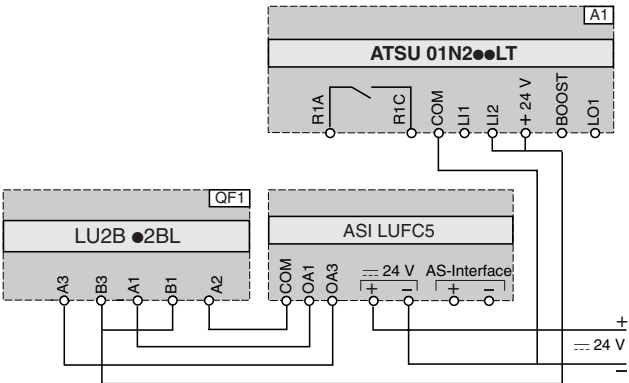 A1
ATSU 01N2●●LT
R1A R1C COM LI1 LI2 + 24 V BOOST LO1
QF1
LU2B ●2BL
ASI LUFC5
A3 B3 A1 B1 A2
COM OA1 OA3 24 V AS-Interface
+ − + −
+
24 V
−